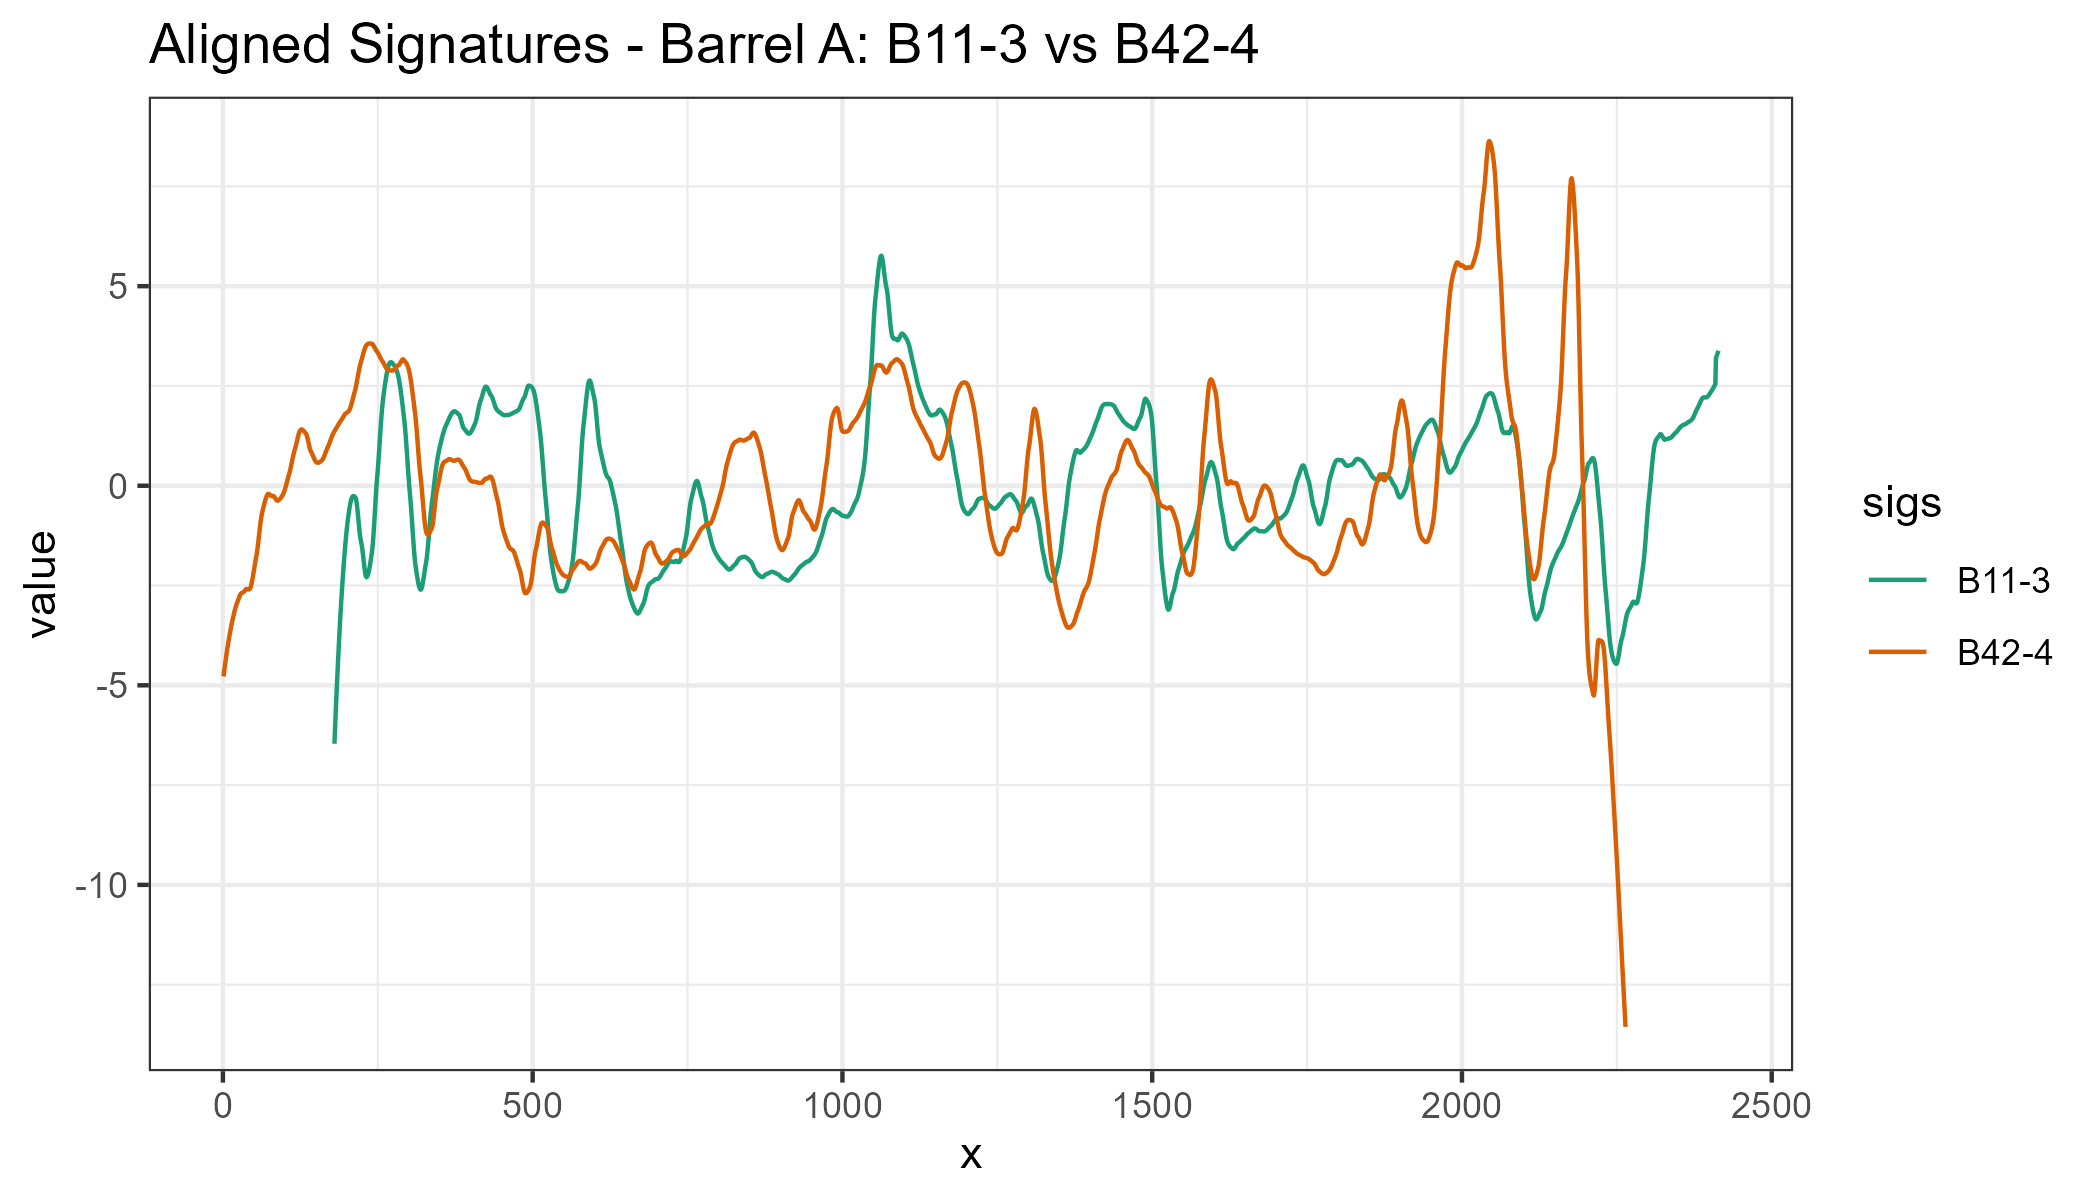 Aligned Signatures - Barrel A: B11-3 vs B42-4
value
5
0
-5
-10
0 500 1000 1500 2000 2500
x
sigs
B11-3
B42-4